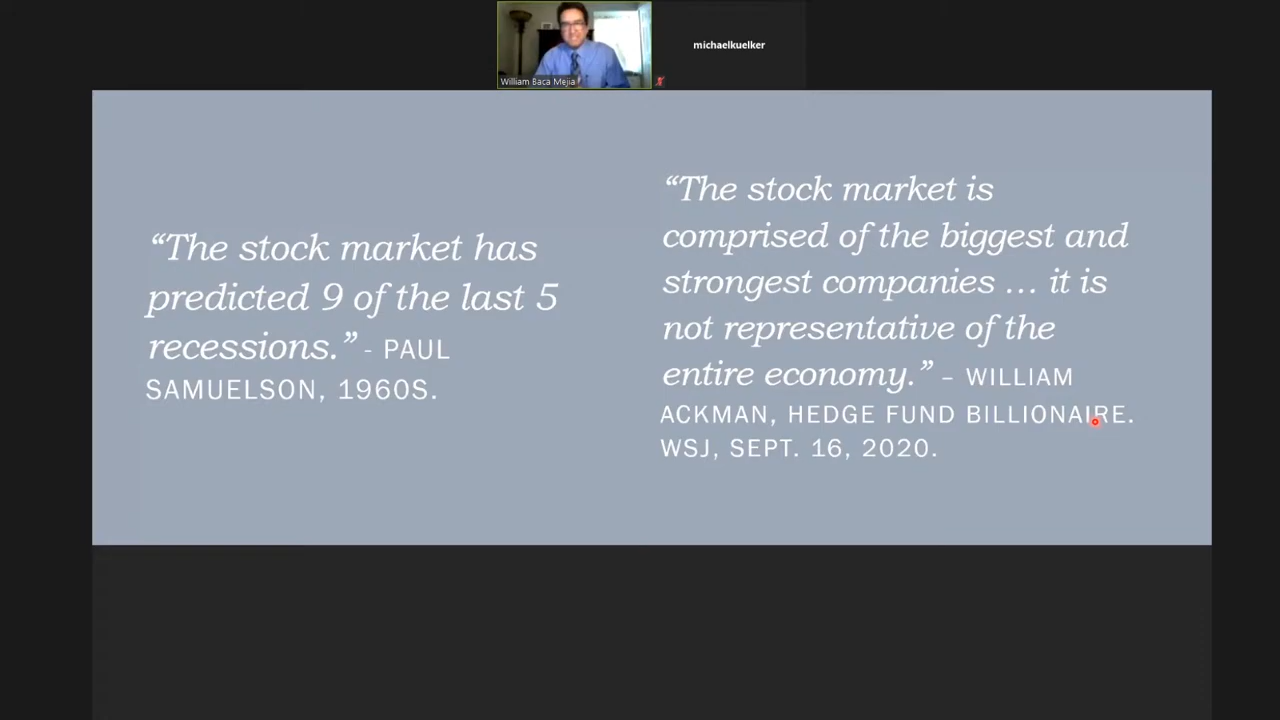 William Baca Mejia
michaelkuelker
“The stock market has
predicted 9 of the last 5
recessions.” - PAUL
SAMUELSON, 1960S.
“The stock market is
comprised of the biggest and
strongest companies … it is
not representative of the
entire economy.” – WILLIAM
ACKMAN, HEDGE FUND BILLIONAIRE.
WSJ, SEPT. 16, 2020.